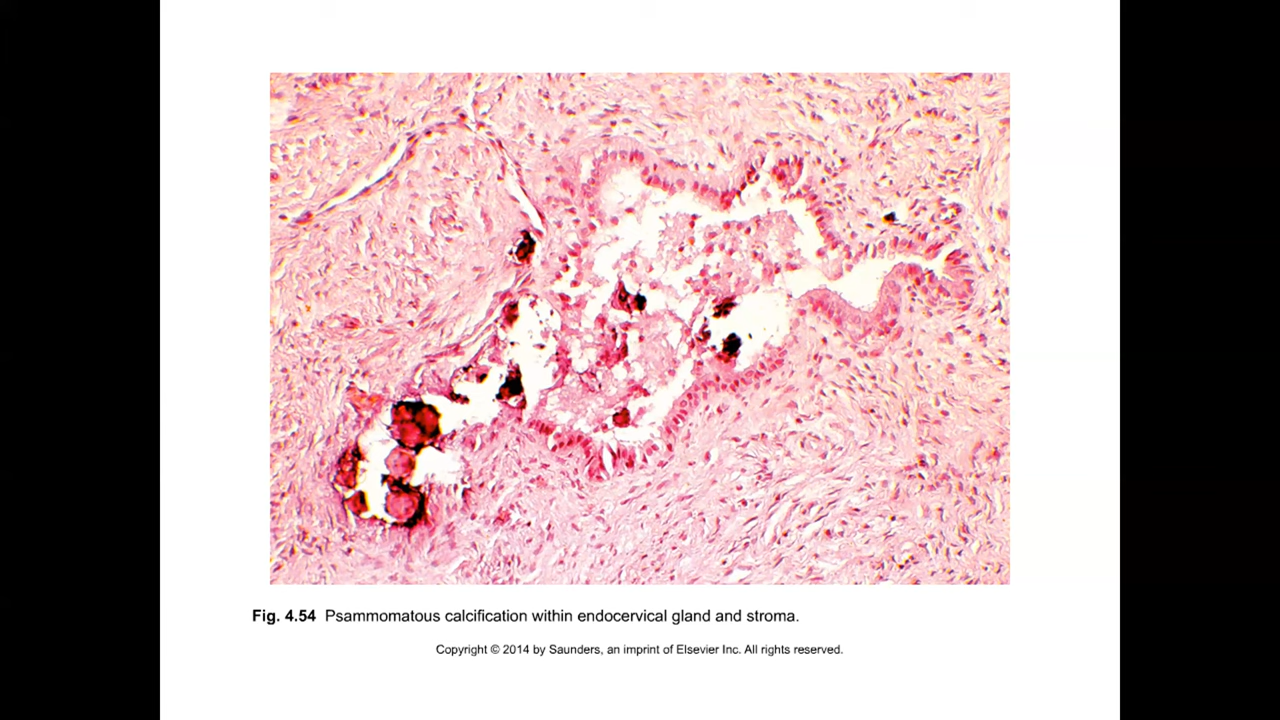 Fig. 4.54 Psammomatous calcification within endocervical gland and stroma.
Copyright © 2014 by Saunders, an imprint of Elsevier Inc. All rights reserved.